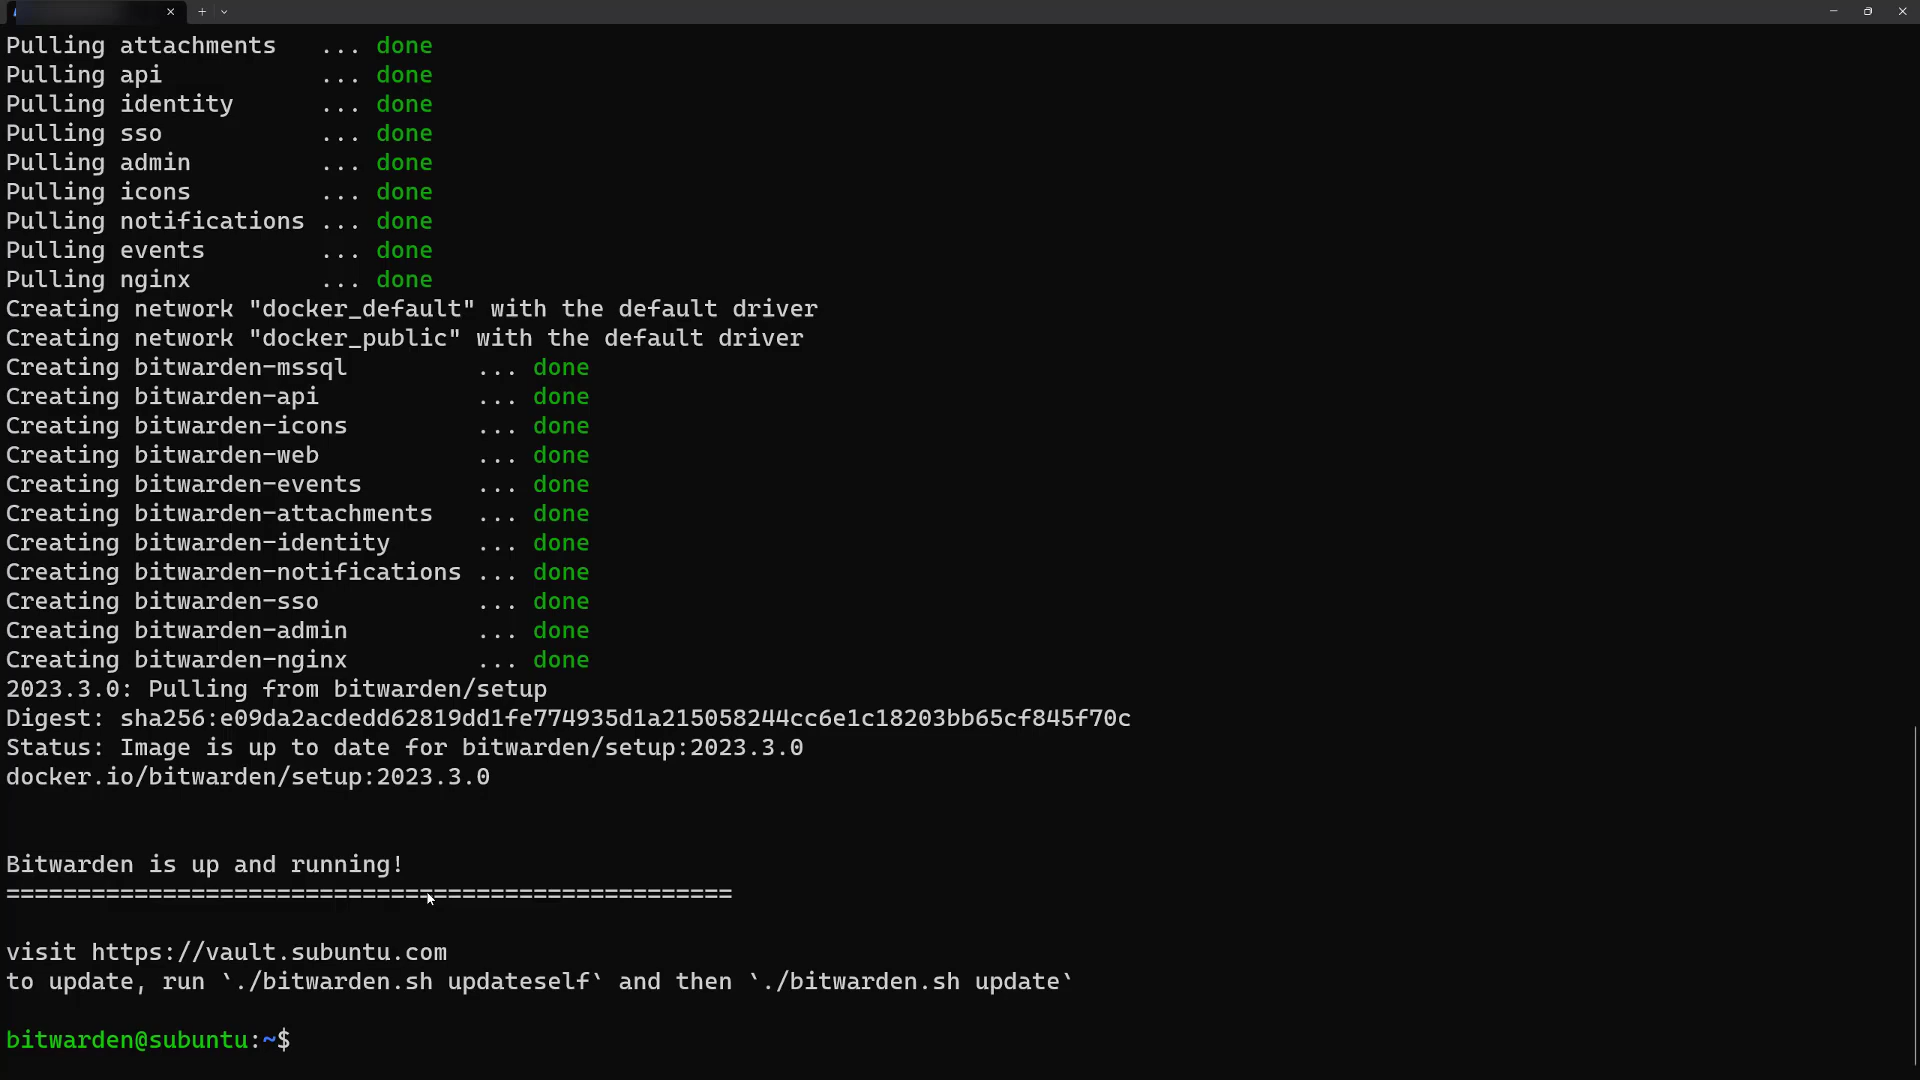 Pulling attachments   ... done
Pulling api           ... done
Pulling identity      ... done
Pulling sso           ... done
Pulling admin         ... done
Pulling icons         ... done
Pulling notifications ... done
Pulling events        ... done
Pulling nginx         ... done
Creating network "docker_default" with the default driver
Creating network "docker_public" with the default driver
Creating bitwarden-mssql         ... done
Creating bitwarden-api           ... done
Creating bitwarden-icons         ... done
Creating bitwarden-web           ... done
Creating bitwarden-events        ... done
Creating bitwarden-attachments   ... done
Creating bitwarden-identity      ... done
Creating bitwarden-notifications ... done
Creating bitwarden-sso           ... done
Creating bitwarden-admin         ... done
Creating bitwarden-nginx         ... done
2023.3.0: Pulling from bitwarden/setup
Digest: sha256:e09da2acdedd62819dd1fe774935d1a215058244cc6e1c18203bb65cf845f70c
Status: Image is up to date for bitwarden/setup:2023.3.0
docker.io/bitwarden/setup:2023.3.0
Bitwarden is up and running!
===================================================
visit https://vault.subuntu.com
to update, run `./bitwarden.sh updateself` and then `./bitwarden.sh update`
bitwarden@subuntu:~$